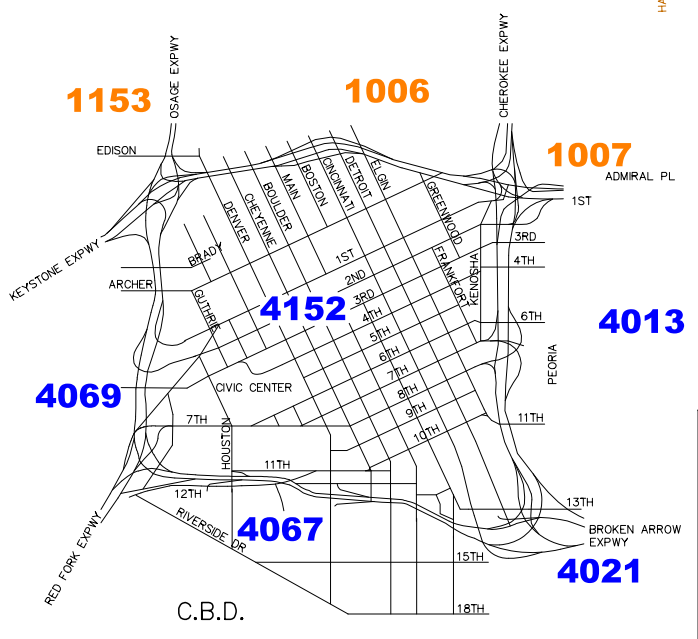 HA
OSAGE EXPWY
CHEROKEE EXPWY
1153
1006
1007
EDISON
ADMIRAL PL
1ST
ELGIN
DETROIT
CINCINNATI
BOSTON
MAIN
BOULDER
CHEYENNE
DENVER
GREENWOOD
KEYSTONE EXPWY
BRADY
1ST
FRANKFOR
KENOSHA
3RD
4TH
ARCHER
GUTHRIE
2ND
3RD
4152
4TH
5TH
6TH
7TH
8TH
9TH
10TH
6TH
4013
PEORIA
4069
CIVIC CENTER
7TH
HOUSTON
11TH
11TH
12TH
13TH
RED FORK EXPWY
RIVERSIDE DR
4067
BROKEN ARROW
EXPWY
15TH
4021
C.B.D.
18TH